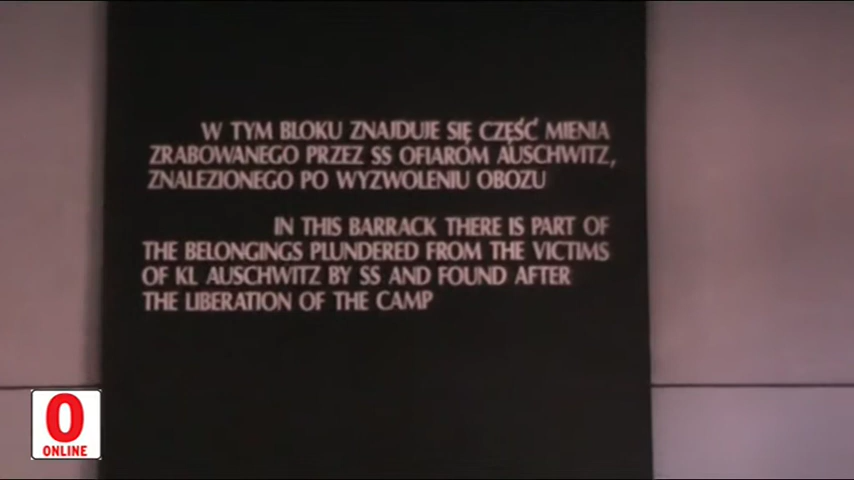 W TYM BLOKU ZNAJDUJE SIĘ CZĘŚĆ MIENIA
ZRABOWANEGO PRZEZ SS OFIAROM AUSCHWITZ,
ZNALEZIONEGO PO WYZWOLENIU OBOZU
IN THIS BARRACK THERE IS PART OF
THE BELONGINGS PLUNDERED FROM THE VICTIMS
OF KL AUSCHWITZ BY SS AND FOUND AFTER
THE LIBERATION OF THE CAMP
O
ONLINE